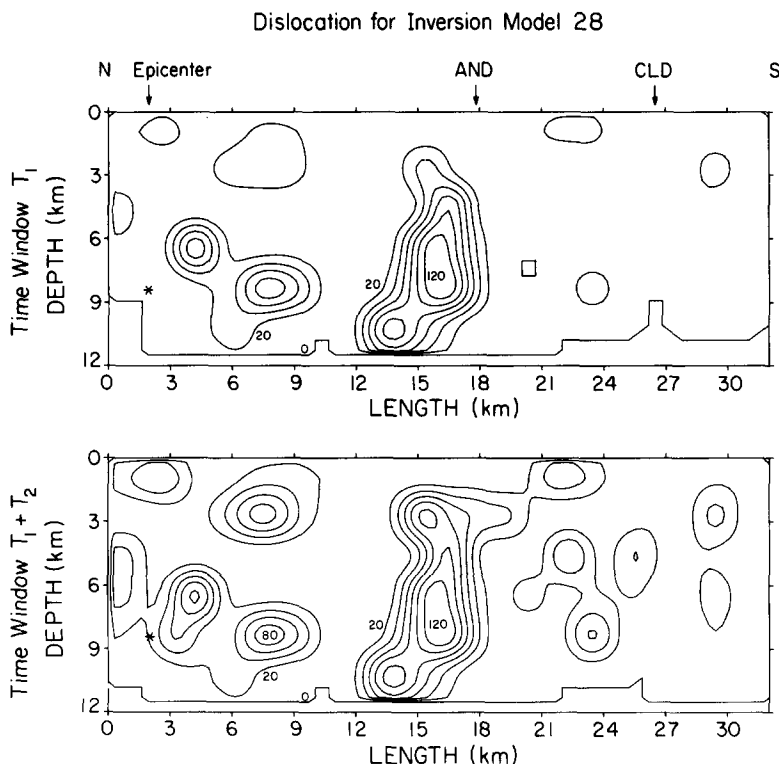 Dislocation for Inversion Model 28
N Epicenter AND CLD S
Time Window T1
DEPTH (km)
0
3
6
9
12
20
20
120
0
*
0 3 6 9 12 15 18 21 24 27 30
LENGTH (km)
Time Window T1 + T2
DEPTH (km)
0
3
6
9
12
80
20
20
120
0
*
0 3 6 9 12 15 18 21 24 27 30
LENGTH (km)